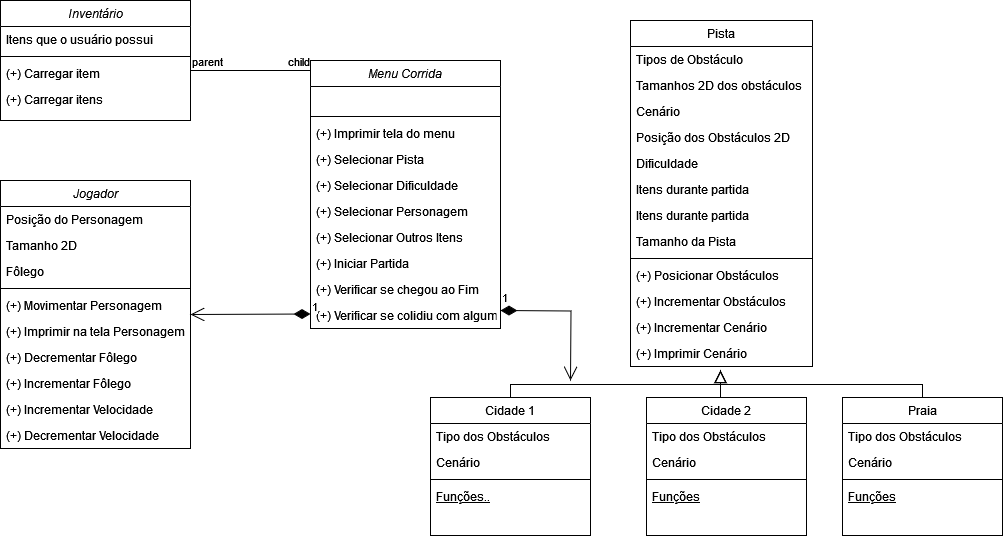 Inventário
Itens que o usuário possui
(+) Carregar item
(+) Carregar itens
parent
child
Menu Corrida
(+) Imprimir tela do menu
(+) Selecionar Pista
(+) Selecionar Dificuldade
(+) Selecionar Personagem
(+) Selecionar Outros Itens
(+) Iniciar Partida
(+) Verificar se chegou ao Fim
(+) Verificar se colidiu com algum
1
1
Jogador
Posição do Personagem
Tamanho 2D
Fôlego
(+) Movimentar Personagem
(+) Imprimir na tela Personagem
(+) Decrementar Fôlego
(+) Incrementar Fôlego
(+) Incrementar Velocidade
(+) Decrementar Velocidade
Pista
Tipos de Obstáculo
Tamanhos 2D dos obstáculos
Cenário
Posição dos Obstáculos 2D
Dificuldade
Itens durante partida
Itens durante partida
Tamanho da Pista
(+) Posicionar Obstáculos
(+) Incrementar Obstáculos
(+) Incrementar Cenário
(+) Imprimir Cenário
Cidade 1
Tipo dos Obstáculos
Cenário
Funções..
Cidade 2
Tipo dos Obstáculos
Cenário
Funções
Praia
Tipo dos Obstáculos
Cenário
Funções